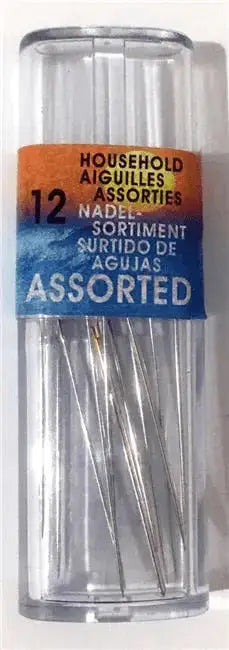 HOUSEHOLD
AIGUILLES
ASSORTIES
12
NADEL-
SORTIMENT
SURTIDO DE
AGUJAS
ASSORTED